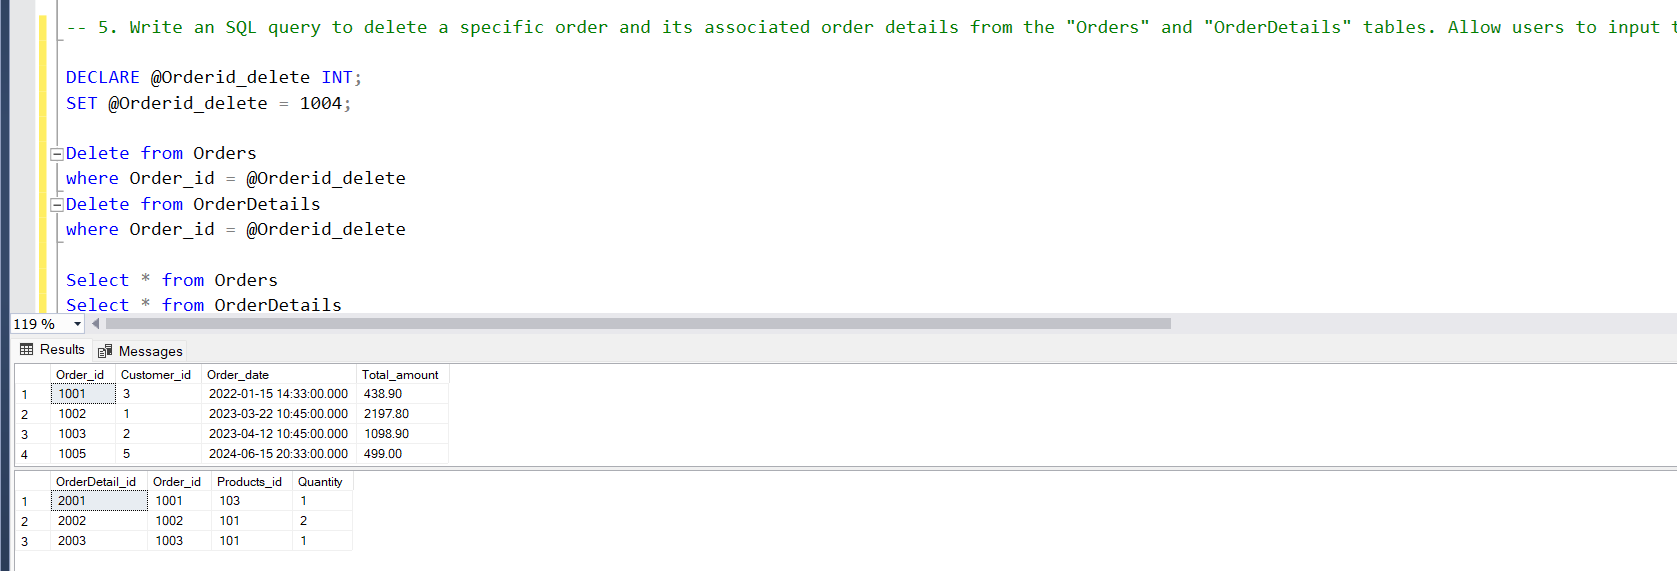 -- 5. Write an SQL query to delete a specific order and its associated order details from the "Orders" and "OrderDetails" tables. Allow users to input
DECLARE @Orderid_delete INT;
SET @Orderid_delete = 1004;
Delete from Orders
where Order_id = @Orderid_delete
Delete from OrderDetails
where Order_id = @Orderid_delete
Select * from Orders
Select * from OrderDetails
119 %
Results Messages
Order_id Customer_id Order_date Total_amount
1 1001 3 2022-01-15 14:33:00.000 438.90
2 1002 1 2023-03-22 10:45:00.000 2197.80
3 1003 2 2023-04-12 10:45:00.000 1098.90
4 1005 5 2024-06-15 20:33:00.000 499.00
OrderDetail_id Order_id Products_id Quantity
1 2001 1001 103 1
2 2002 1002 101 2
3 2003 1003 101 1